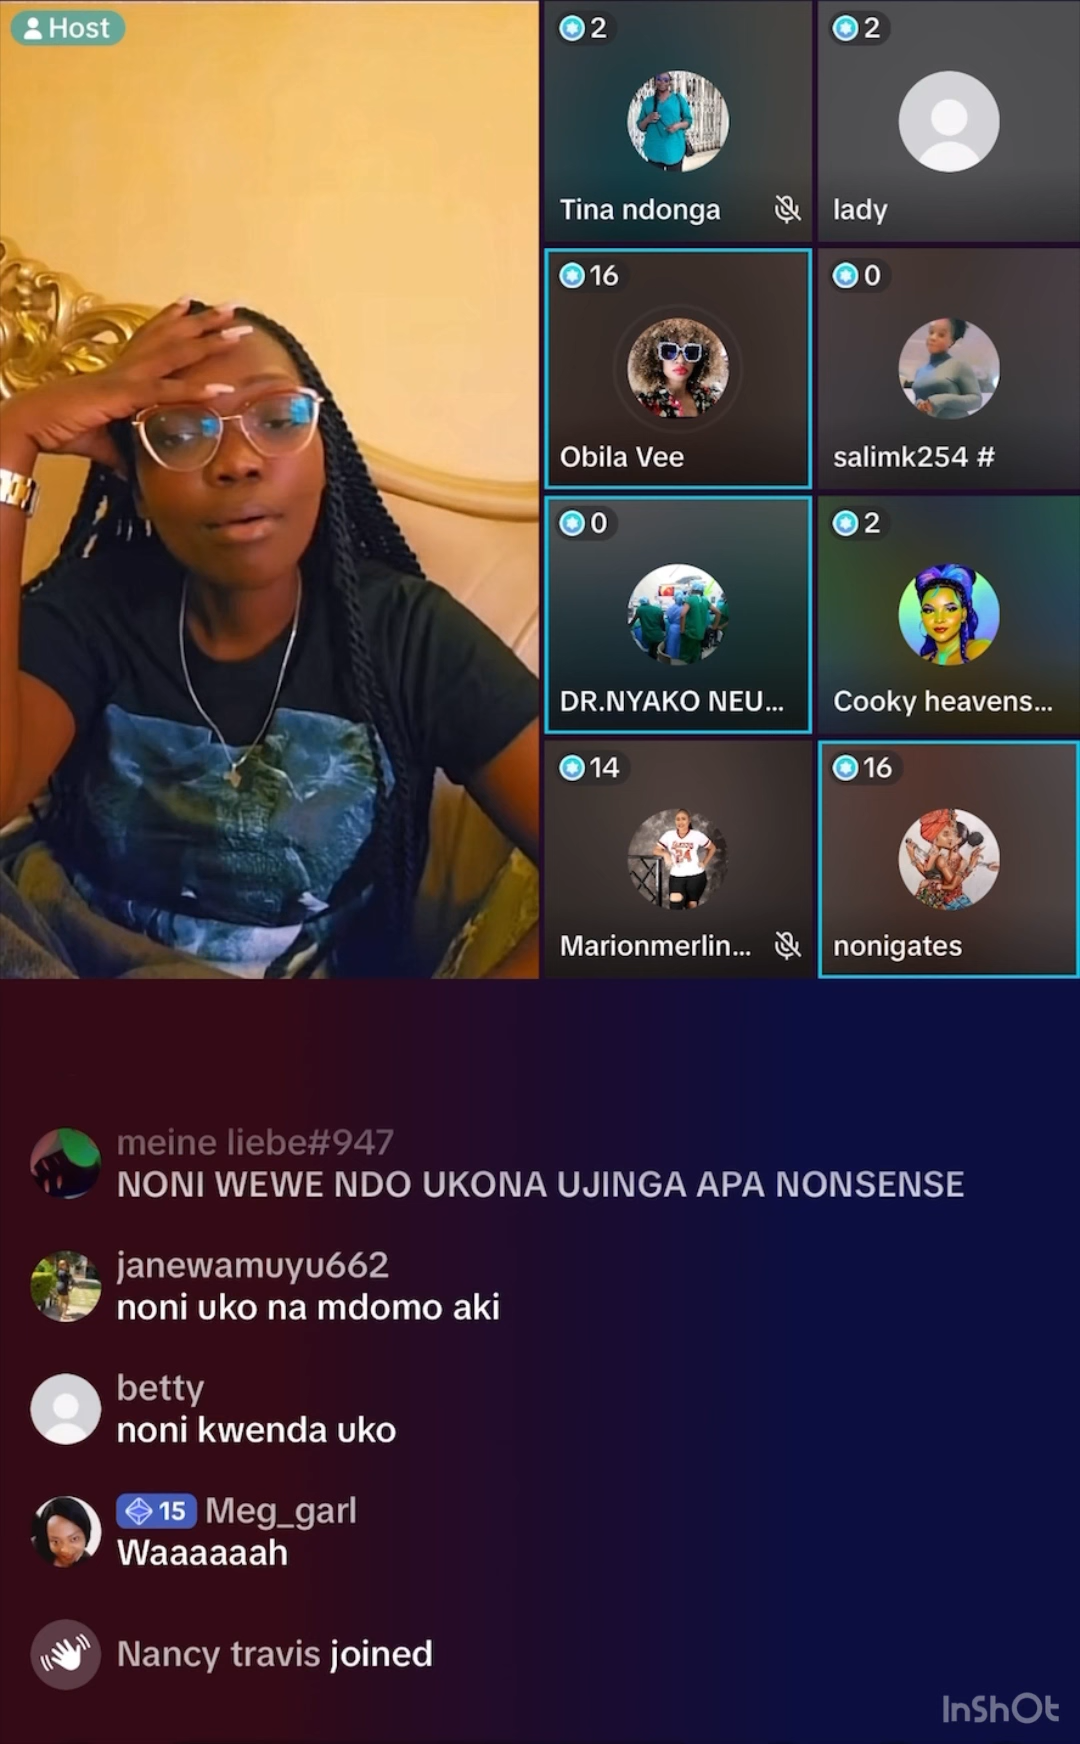 Host
2
Tina ndonga
2
lady
16
Obila Vee
0
salimk254 #
0
DR.NYAKO NEU...
2
Cooky heavens...
14
Marionmerlin...
16
nonigates
meine liebe#947
NONI WEWE NDO UKONA UJINGA APA NONSENSE
janewamuyu662
noni uko na mdomo aki
betty
noni kwenda uko
15 Meg_garl
Waaaaaah
Nancy travis joined
InShOt